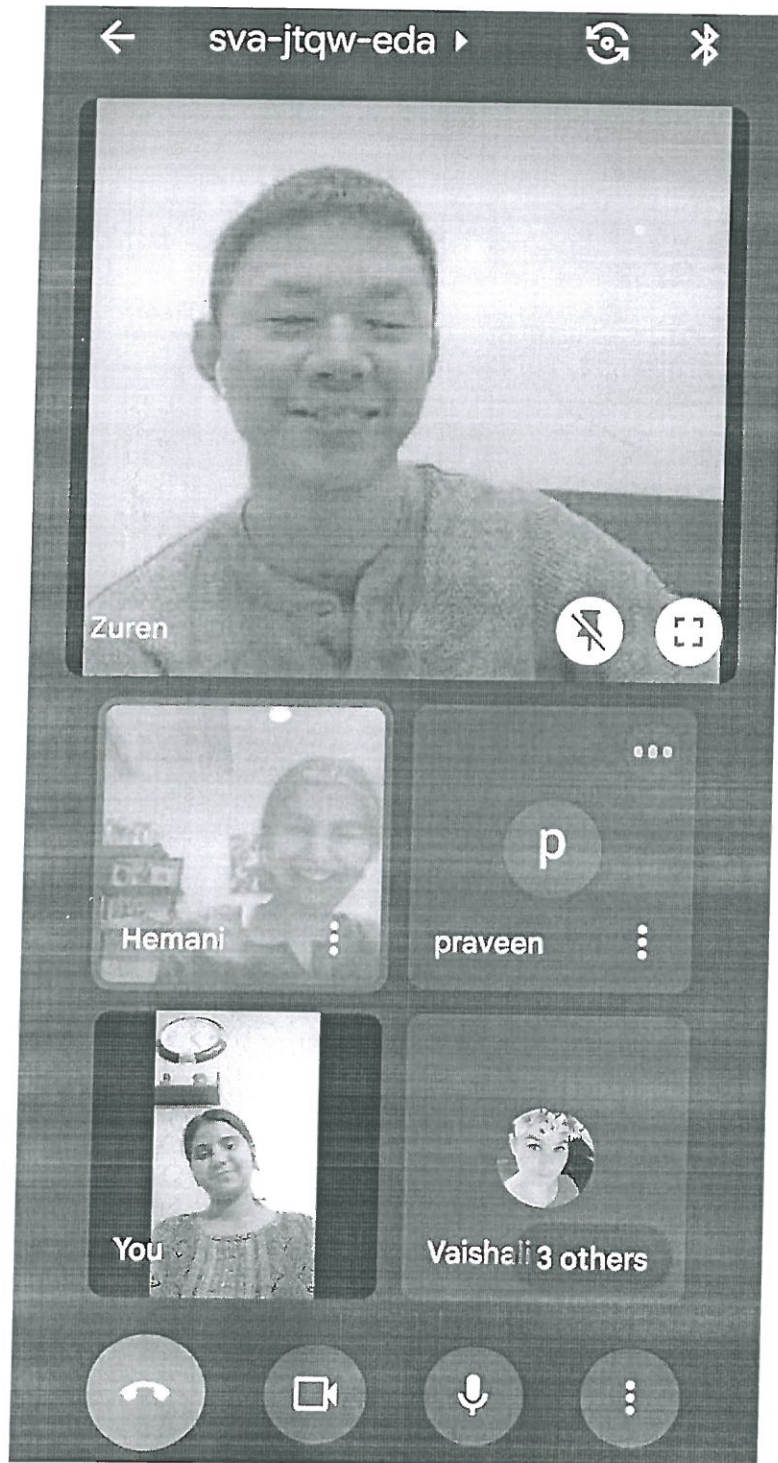 sva-jtqw-eda
Zuren
Hemani
p
praveen
You
Vaishali 3 others